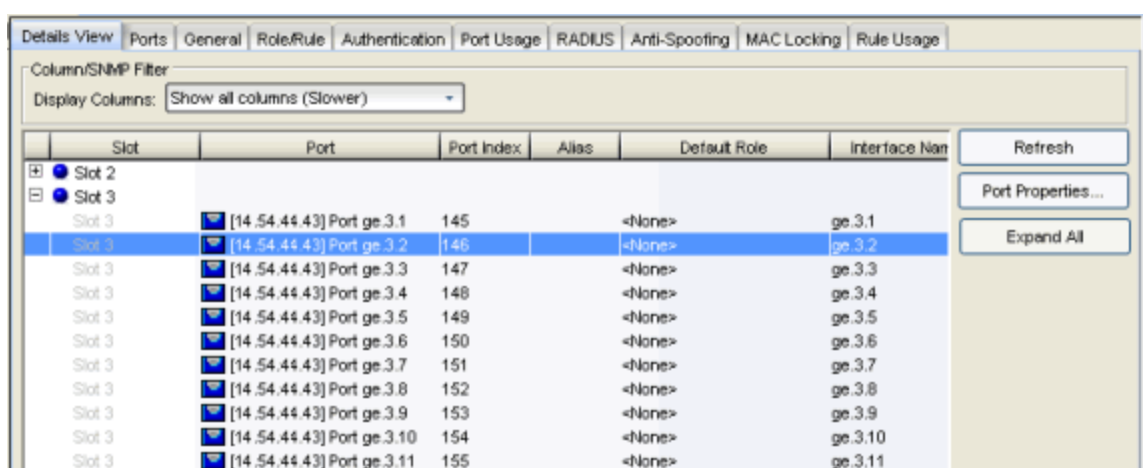 Details View Ports General Role/Rule Authentication Port Usage RADIUS Anti-Spoofing MAC Locking Rule Usage
Column/SNMP Filter
Display Columns: Show all columns (Slower)
Slot Port Port Index Alias Default Role Interface Nam
Refresh
Slot 2
Port Properties...
Slot 3
Slot 3 [14.54.44.43] Port ge.3.1 145 <None> ge.3.1
Expand All
Slot 3 [14.54.44.43] Port ge.3.2 146 <None> ge.3.2
Slot 3 [14.54.44.43] Port ge.3.3 147 <None> ge.3.3
Slot 3 [14.54.44.43] Port ge.3.4 148 <None> ge.3.4
Slot 3 [14.54.44.43] Port ge.3.5 149 <None> ge.3.5
Slot 3 [14.54.44.43] Port ge.3.6 150 <None> ge.3.6
Slot 3 [14.54.44.43] Port ge.3.7 151 <None> ge.3.7
Slot 3 [14.54.44.43] Port ge.3.8 152 <None> ge.3.8
Slot 3 [14.54.44.43] Port ge.3.9 153 <None> ge.3.9
Slot 3 [14.54.44.43] Port ge.3.10 154 <None> ge.3.10
Slot 3 [14.54.44.43] Port ge.3.11 155 <None> ge.3.11